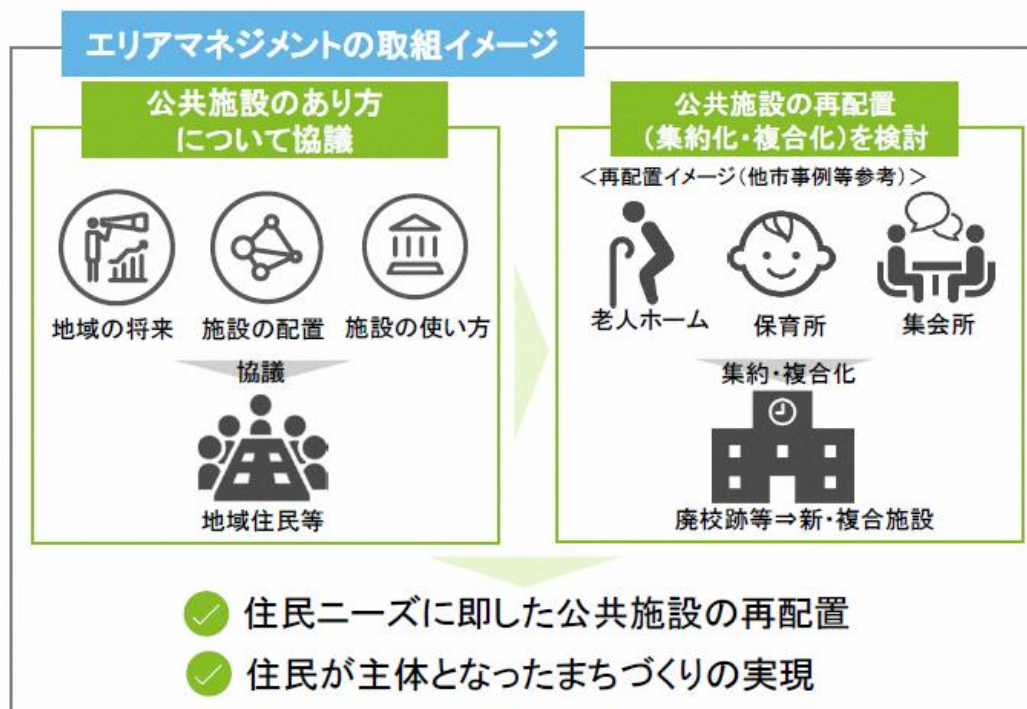 エリアマネジメントの取組イメージ
公共施設のあり方
について協議
地域の将来
施設の配置
施設の使い方
協議
地域住民等
公共施設の再配置
(集約化・複合化)を検討
<再配置イメージ(他市事例等参考)>
老人ホーム
保育所
集会所
集約・複合化
廃校跡等⇒新・複合施設
住民ニーズに即した公共施設の再配置
住民が主体となったまちづくりの実現